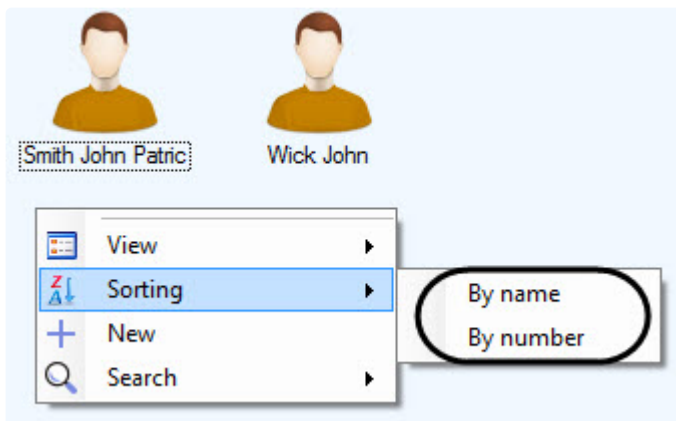 Smith John Patric
Wick John
View
Sorting
By name
New
By number
Search